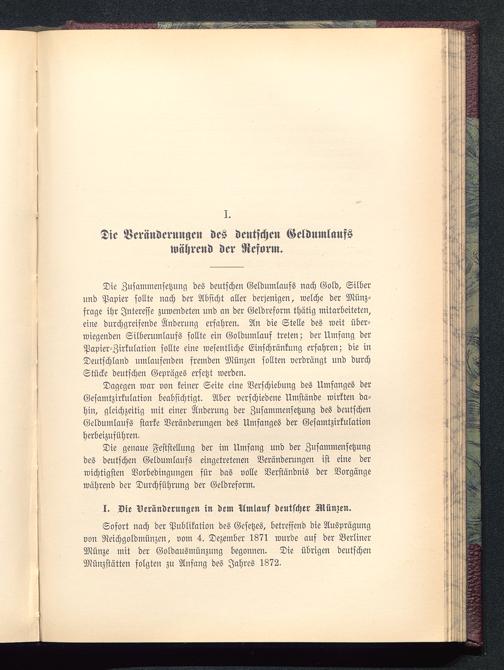 I.
Die Veränderungen des deutschen Geldumlaufs
während der Reform.
Die Zusammensetzung des deutschen Geldumlaufs nach Gold, Silber
und Papier sollte nach der Absicht aller derjenigen, welche der Münz-
frage ihr Interesse zuwendeten und an der Geldreform thätig mitarbeiteten,
eine durchgreifende Änderung erfahren. An die Stelle des weit über-
wiegenden Silberumlaufs sollte ein Goldumlauf treten; der Umfang der
Papier-Zirkulation sollte eine wesentliche Einschränkung erfahren; die in
Deutschland umlaufenden fremden Münzen sollten verdrängt und durch
Stücke deutschen Gepräges ersetzt werden.
Dagegen war von keiner Seite eine Verschiebung des Umfanges der
Gesamtzirkulation beabsichtigt. Aber verschiedene Umstände wirkten da-
hin, gleichzeitig mit einer Änderung der Zusammensetzung des deutschen
Geldumlaufs starke Veränderungen des Umfanges der Gesamtzirkulation
herbeizuführen.
Die genaue Feststellung der im Umfang und der Zusammensetzung
des deutschen Geldumlaufs eingetretenen Veränderungen ist eine der
wichtigsten Vorbedingungen für das volle Verständnis der Vorgänge
während der Durchführung der Geldreform.
I. Die Veränderungen in dem Umlauf deutscher Münzen.
Sofort nach der Publikation des Gesetzes, betreffend die Ausprägung
von Reichgoldmünzen, vom 4. Dezember 1871 wurde auf der Berliner
Münze mit der Goldausmünzung begonnen. Die übrigen deutschen
Münzstätten folgten zu Anfang des Jahres 1872.